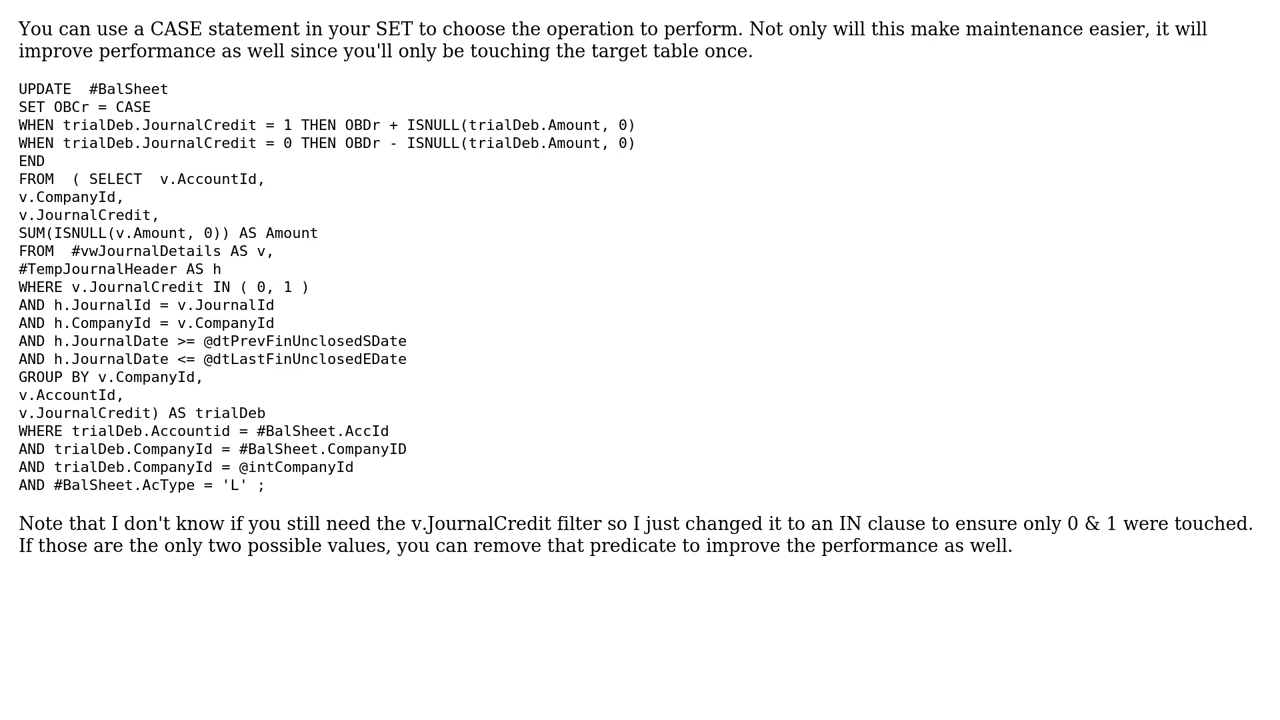 You can use a CASE statement in your SET to choose the operation to perform. Not only will this make maintenance easier, it will
improve performance as well since you'll only be touching the target table once.
UPDATE  #BalSheet
SET OBCr = CASE
WHEN trialDeb.JournalCredit = 1 THEN OBDr + ISNULL(trialDeb.Amount, 0)
WHEN trialDeb.JournalCredit = 0 THEN OBDr - ISNULL(trialDeb.Amount, 0)
END
FROM  ( SELECT  v.AccountId,
v.CompanyId,
v.JournalCredit,
SUM(ISNULL(v.Amount, 0)) AS Amount
FROM  #vwJournalDetails AS v,
#TempJournalHeader AS h
WHERE v.JournalCredit IN ( 0, 1 )
AND h.JournalId = v.JournalId
AND h.CompanyId = v.CompanyId
AND h.JournalDate >= @dtPrevFinUnclosedSDate
AND h.JournalDate <= @dtLastFinUnclosedEDate
GROUP BY v.CompanyId,
v.AccountId,
v.JournalCredit) AS trialDeb
WHERE trialDeb.Accountid = #BalSheet.AccId
AND trialDeb.CompanyId = #BalSheet.CompanyID
AND trialDeb.CompanyId = @intCompanyId
AND #BalSheet.AcType = 'L' ;
Note that I don't know if you still need the v.JournalCredit filter so I just changed it to an IN clause to ensure only 0 & 1 were touched.
If those are the only two possible values, you can remove that predicate to improve the performance as well.